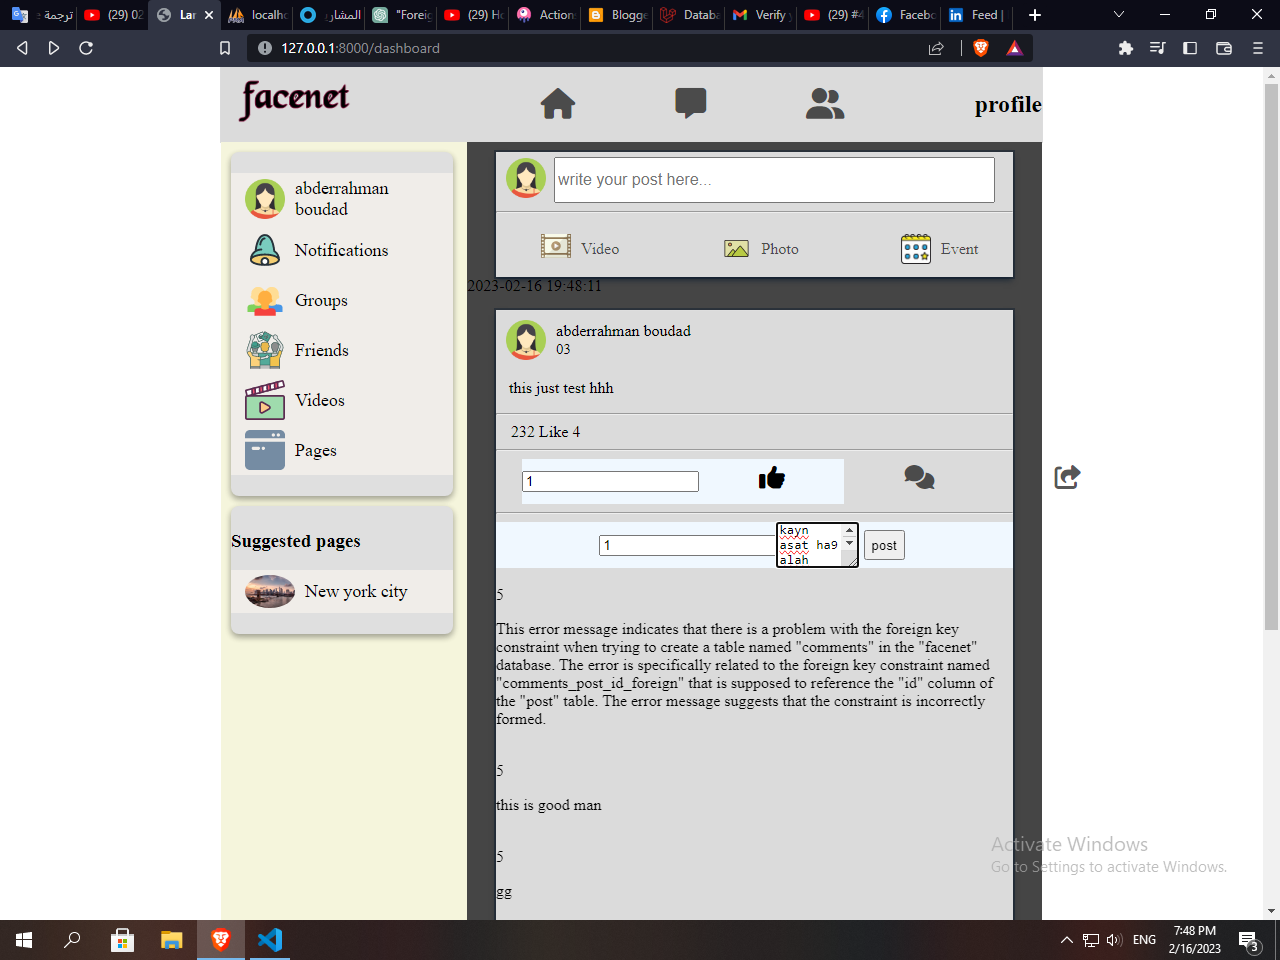 ترجمة
(29) 02
Lar
localho
المشار
"Foreig
(29) Ho
Action:
Blogge
Databa
Verify y
(29) #4
Facebo
Feed |
127.0.0.1:8000/dashboard
facenet
profile
abderrahman
boudad
Notifications
Groups
Friends
Videos
Pages
Suggested pages
New york city
write your post here...
Video
Photo
Event
2023-02-16 19:48:11
abderrahman boudad
03
this just test hhh
232 Like 4
1
1
kayn
asat ha9
alah
post
5
This error message indicates that there is a problem with the foreign key
constraint when trying to create a table named "comments" in the "facenet"
database. The error is specifically related to the foreign key constraint named
"comments_post_id_foreign" that is supposed to reference the "id" column of
the "post" table. The error message suggests that the constraint is incorrectly
formed.
5
this is good man
5
gg
Activate Windows
Go to Settings to activate Windows.
ENG
7:48 PM
2/16/2023
3